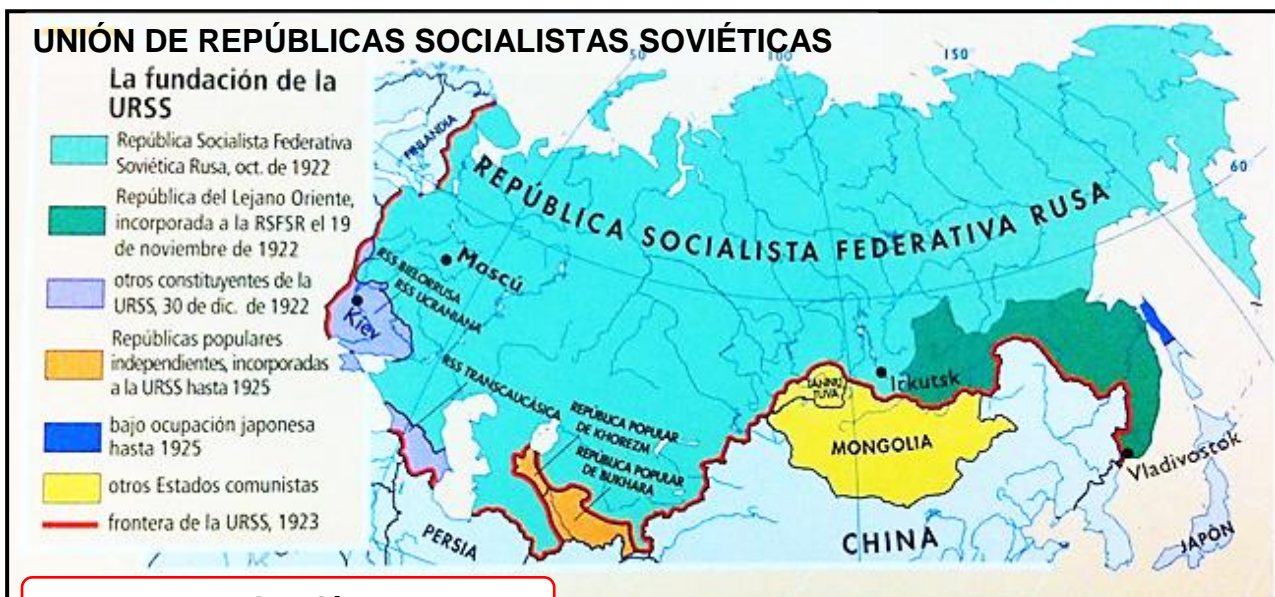 UNIÓN DE REPÚBLICAS SOCIALISTAS SOVIÉTICAS
La fundación de la
URSS
República Socialista Federativa
Soviética Rusa, oct. de 1922
República del Lejano Oriente,
incorporada a la RSFSR el 19
de noviembre de 1922
otros constituyentes de la
URSS, 30 de dic. de 1922
Repúblicas populares
independientes, incorporadas
a la URSS hasta 1925
bajo ocupación japonesa
hasta 1925
otros Estados comunistas
frontera de la URSS, 1923
50
100
150
60
FINLANDIA
REPÚBLICA SOCIALISTA FEDERATIVA RUSA
Moscú
RSS BIELORRUSA
RSS UCRANIANA
Kiev
RSS TRANSCAUCÁSICA
REPÚBLICA POPULAR
DE KHOREZM
REPÚBLICA POPULAR
DE BUKHARA
TANNU
TUVA
Irkutsk
MONGOLIA
Vladivostok
PERSIA
CHINA
JAPÓN